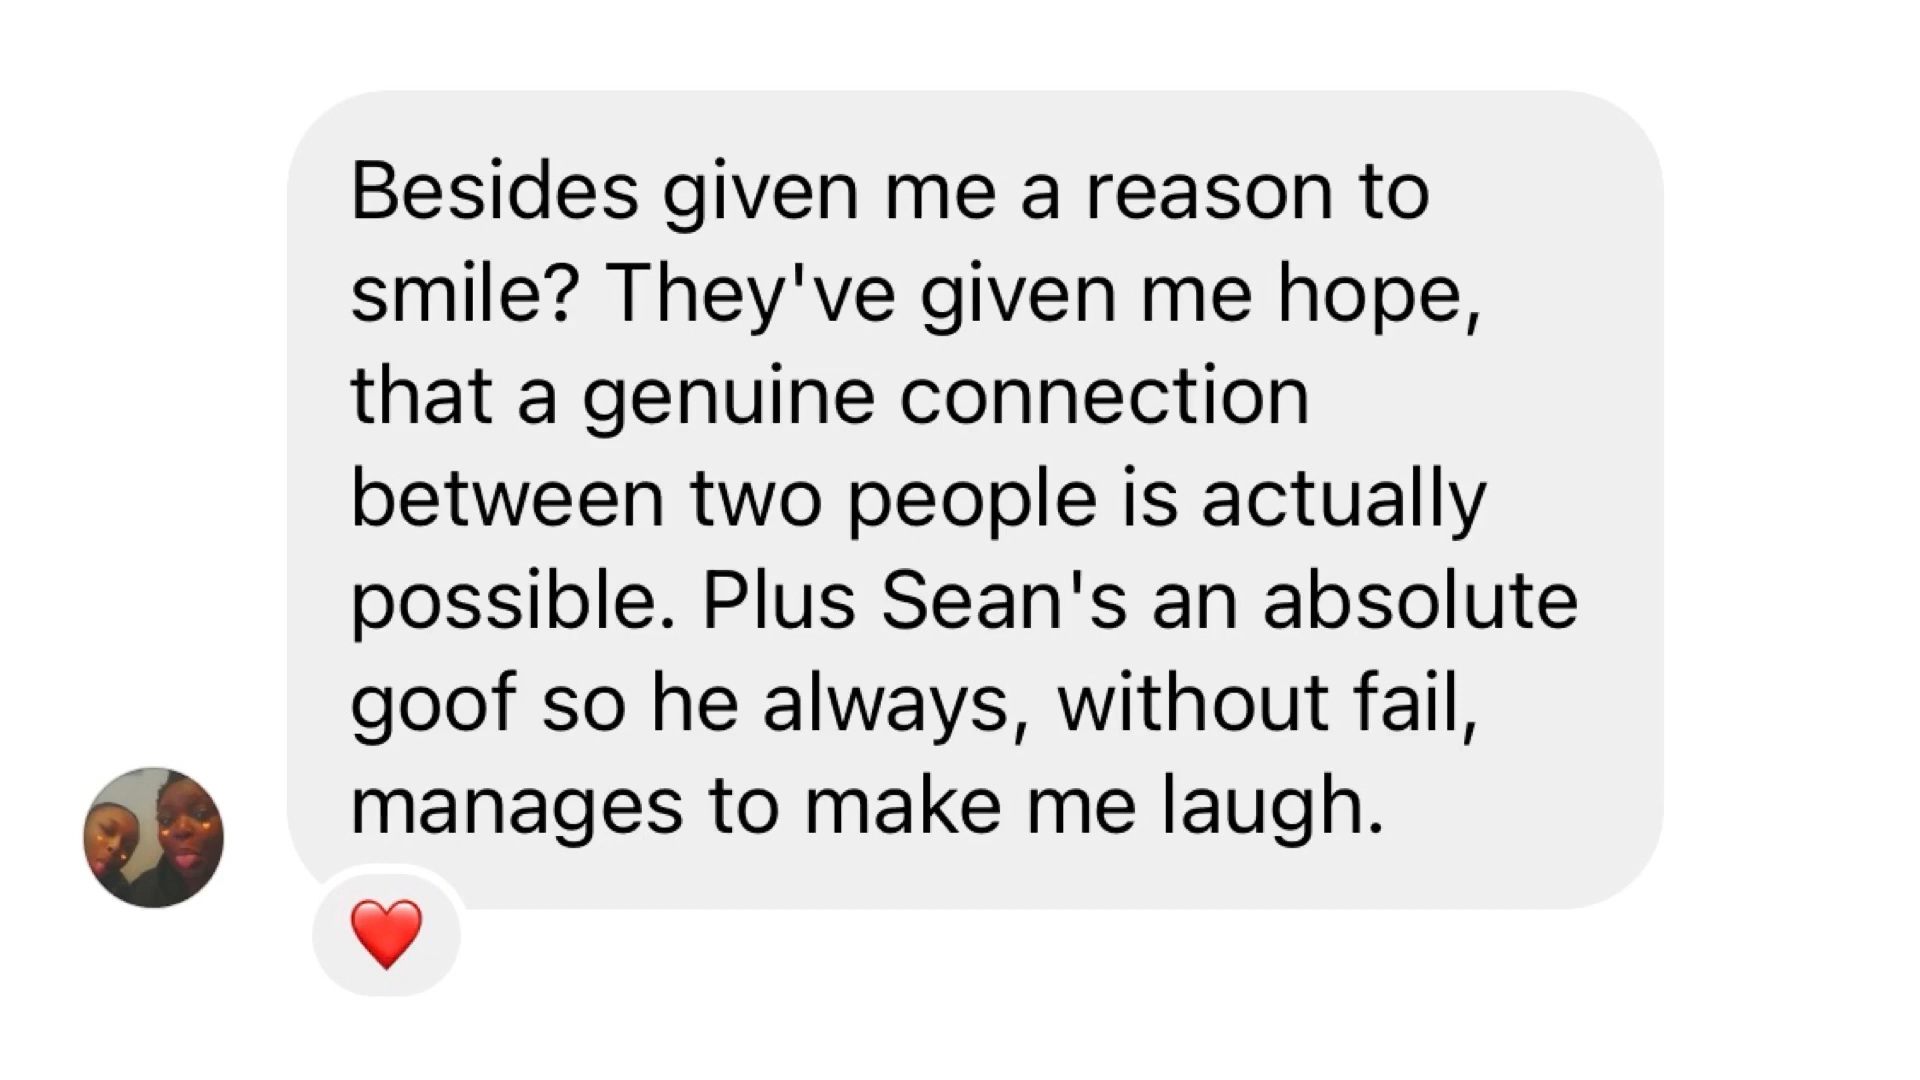 Besides given me a reason to
smile? They've given me hope,
that a genuine connection
between two people is actually
possible. Plus Sean's an absolute
goof so he always, without fail,
manages to make me laugh.